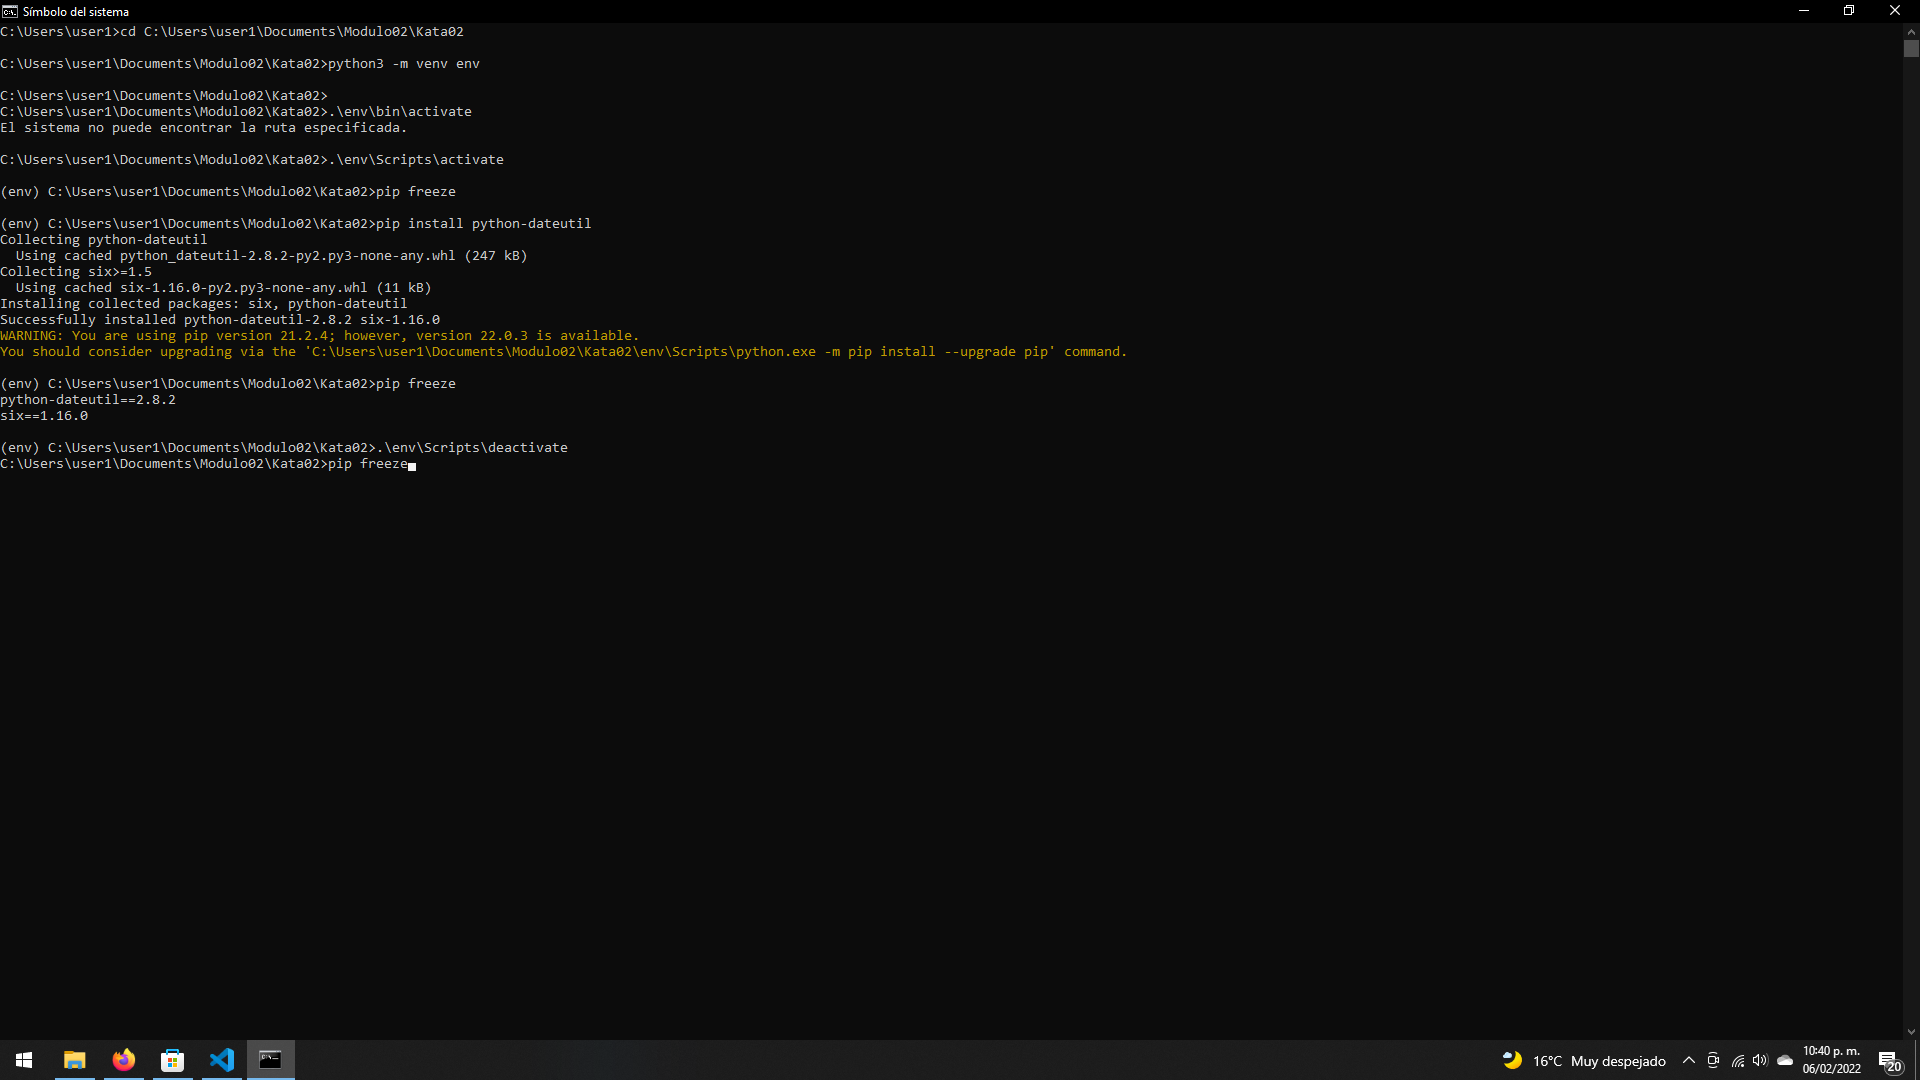 Símbolo del sistema
C:\Users\user1>cd C:\Users\user1\Documents\Modulo02\Kata02
C:\Users\user1\Documents\Modulo02\Kata02>python3 -m venv env
C:\Users\user1\Documents\Modulo02\Kata02>
C:\Users\user1\Documents\Modulo02\Kata02>.\env\bin\activate
El sistema no puede encontrar la ruta especificada.
C:\Users\user1\Documents\Modulo02\Kata02>.\env\Scripts\activate
(env) C:\Users\user1\Documents\Modulo02\Kata02>pip freeze
(env) C:\Users\user1\Documents\Modulo02\Kata02>pip install python-dateutil
Collecting python-dateutil
  Using cached python_dateutil-2.8.2-py2.py3-none-any.whl (247 kB)
Collecting six>=1.5
  Using cached six-1.16.0-py2.py3-none-any.whl (11 kB)
Installing collected packages: six, python-dateutil
Successfully installed python-dateutil-2.8.2 six-1.16.0
WARNING: You are using pip version 21.2.4; however, version 22.0.3 is available.
You should consider upgrading via the 'C:\Users\user1\Documents\Modulo02\Kata02\env\Scripts\python.exe -m pip install --upgrade pip' command.
(env) C:\Users\user1\Documents\Modulo02\Kata02>pip freeze
python-dateutil==2.8.2
six==1.16.0
(env) C:\Users\user1\Documents\Modulo02\Kata02>.\env\Scripts\deactivate
C:\Users\user1\Documents\Modulo02\Kata02>pip freeze
16°C Muy despejado
10:40 p. m.
06/02/2022
20